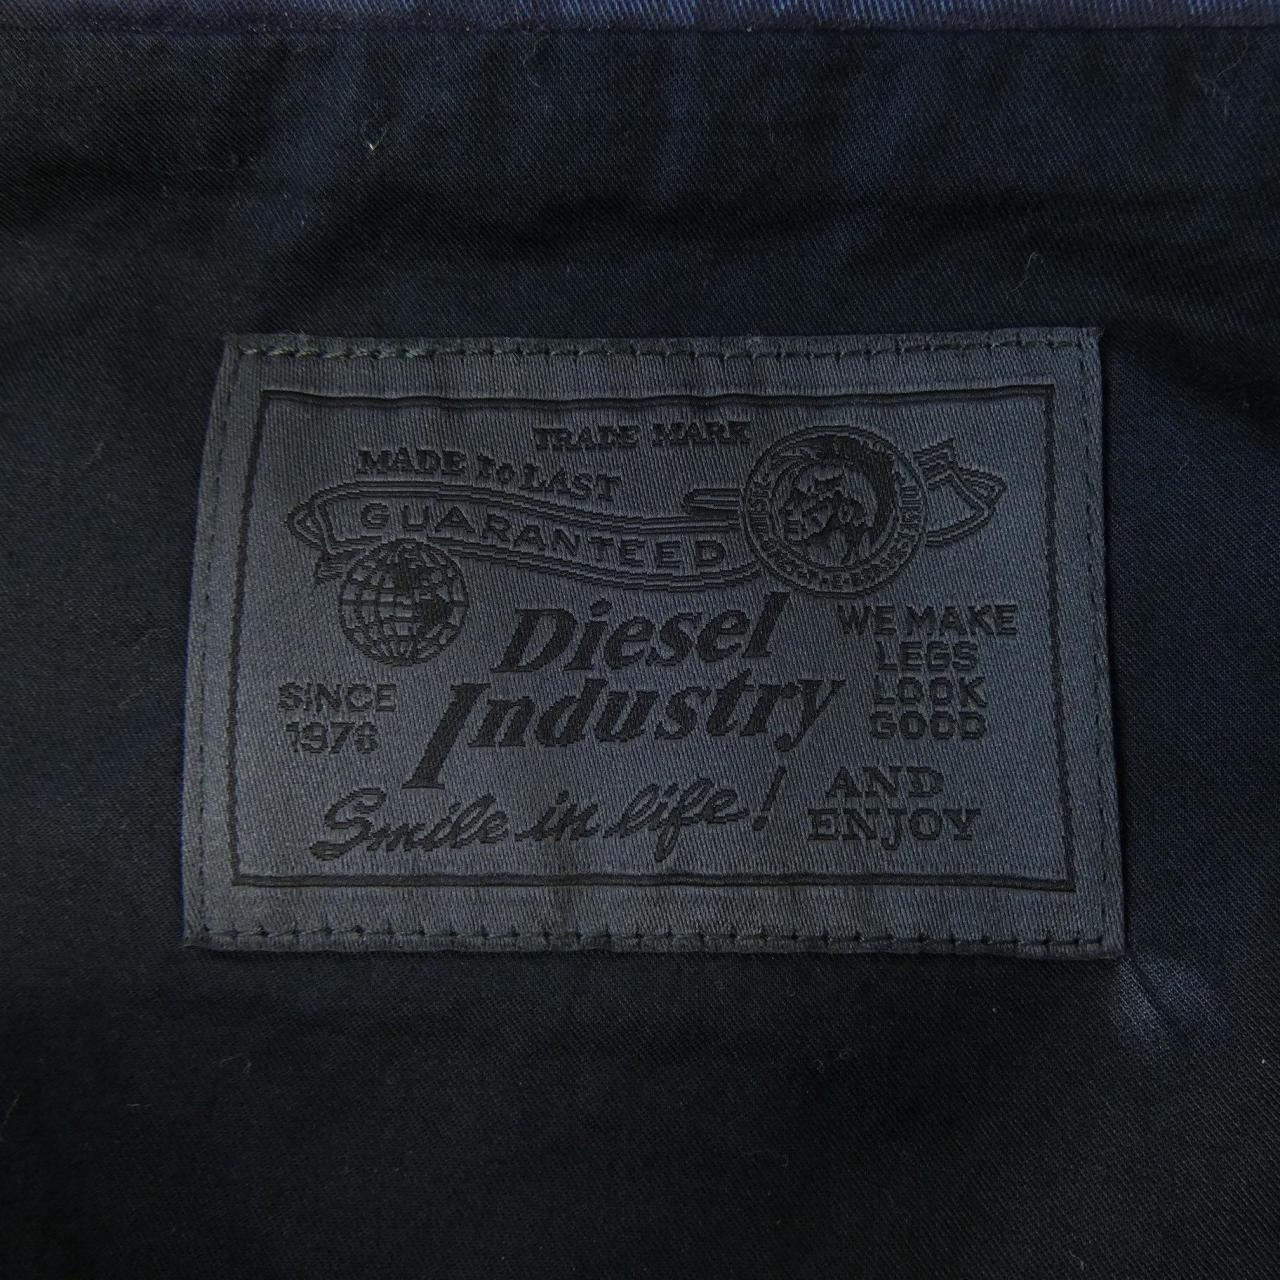 TRADE MARK
MADE to LAST
GUARANTEED
Diesel
Industry
SINCE
1978
WE MAKE
LEGS
LOOK
GOOD
AND
ENJOY
Smile in life!